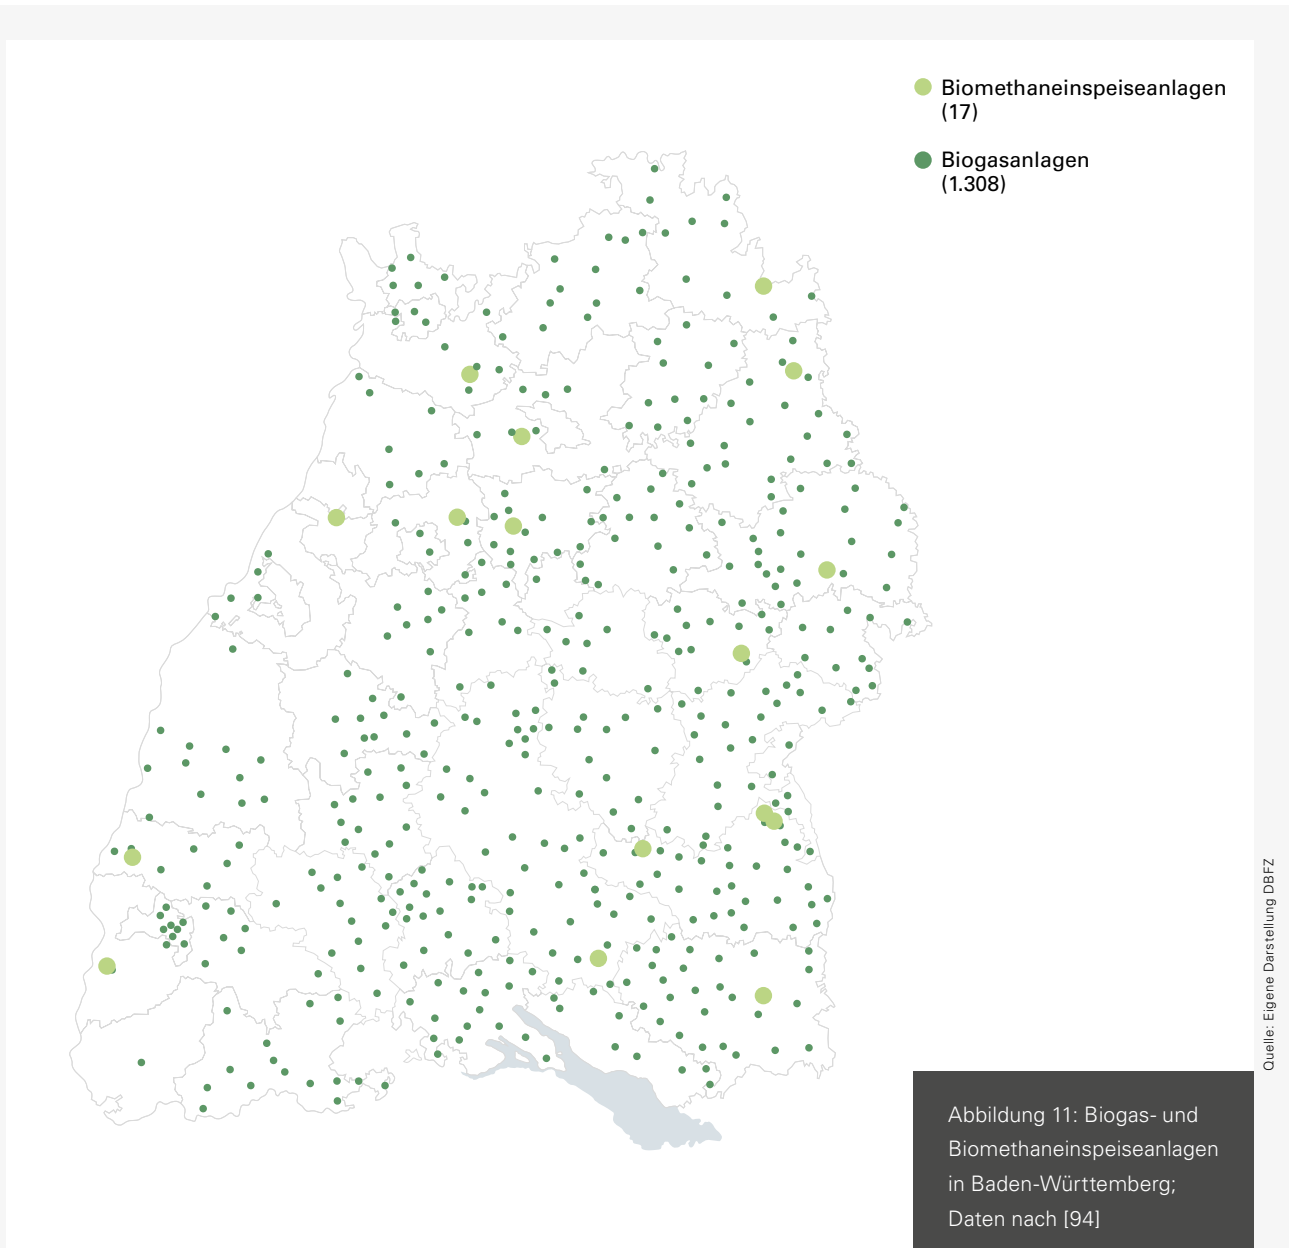 Biomethaneinspeiseanlagen
(17)
Biogasanlagen
(1.308)
Quelle: Eigene Darstellung DBFZ
Abbildung 11: Biogas- und
Biomethaneinspeiseanlagen
in Baden-Württemberg;
Daten nach [94]